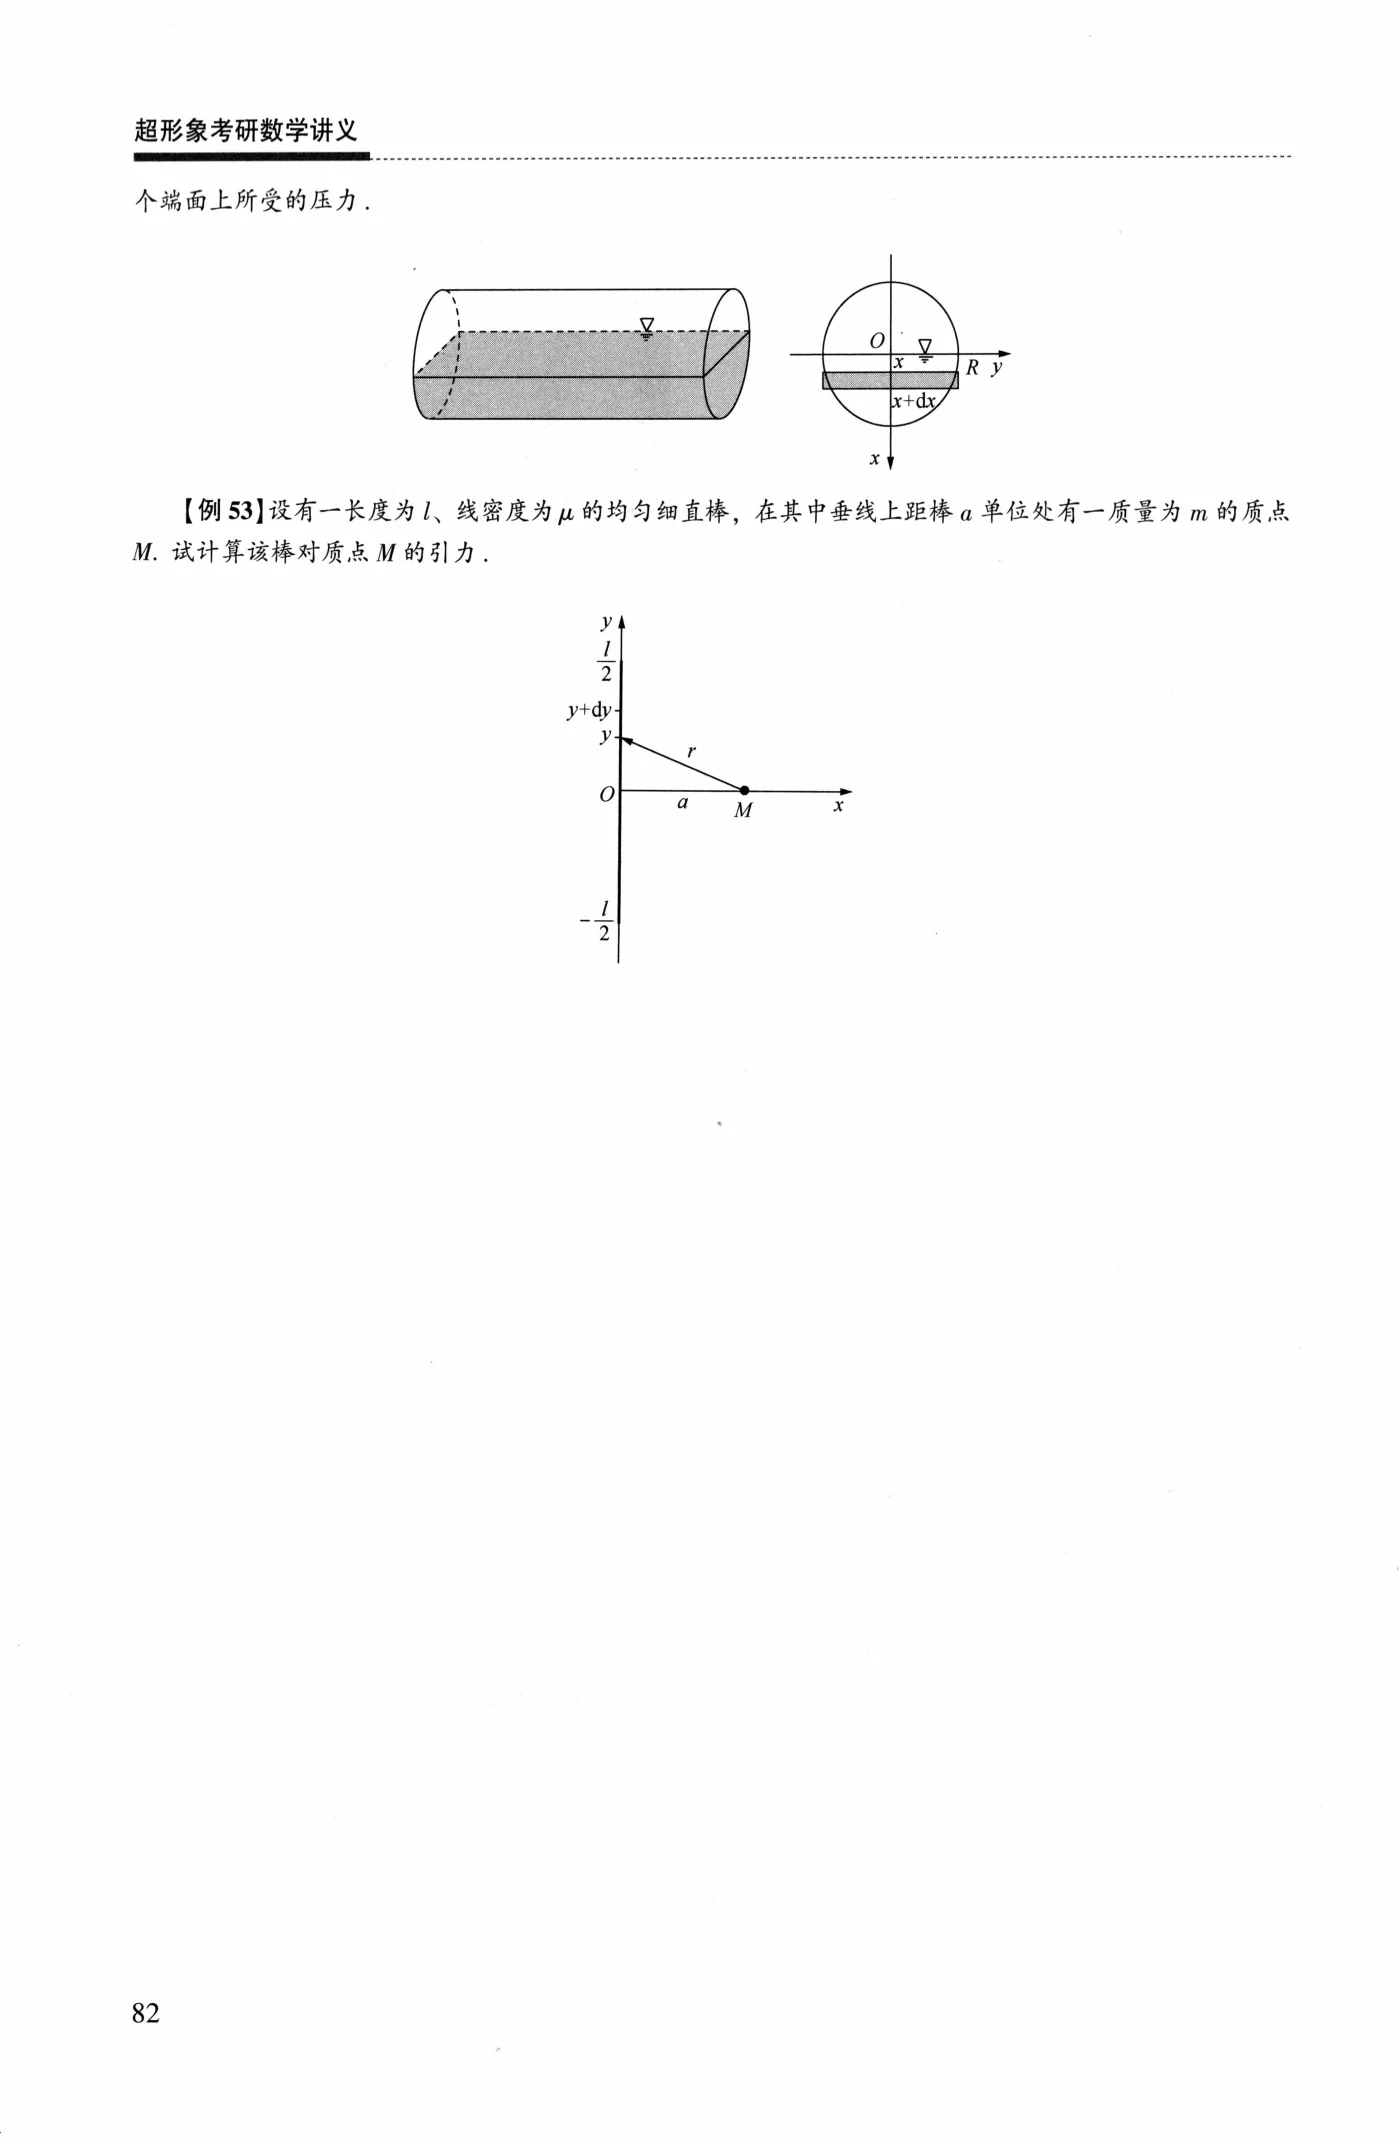 超形象考研数学讲义
个端面上所受的压力.
O
x
R y
x+dx
x
【例 53】设有一长度为 l、线密度为 μ 的均匀细直棒，在其中垂线上距棒 a 单位处有一质量为 m 的质点
M. 试计算该棒对质点 M 的引力.
y
l/2
y+dy
y
r
O
a
M
x
-l/2
82